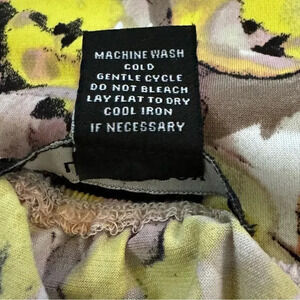 MACHINE WASH
COLD
GENTLE CYCLE
DO NOT BLEACH
LAY FLAT TO DRY
COOL IRON
IF NECESSARY